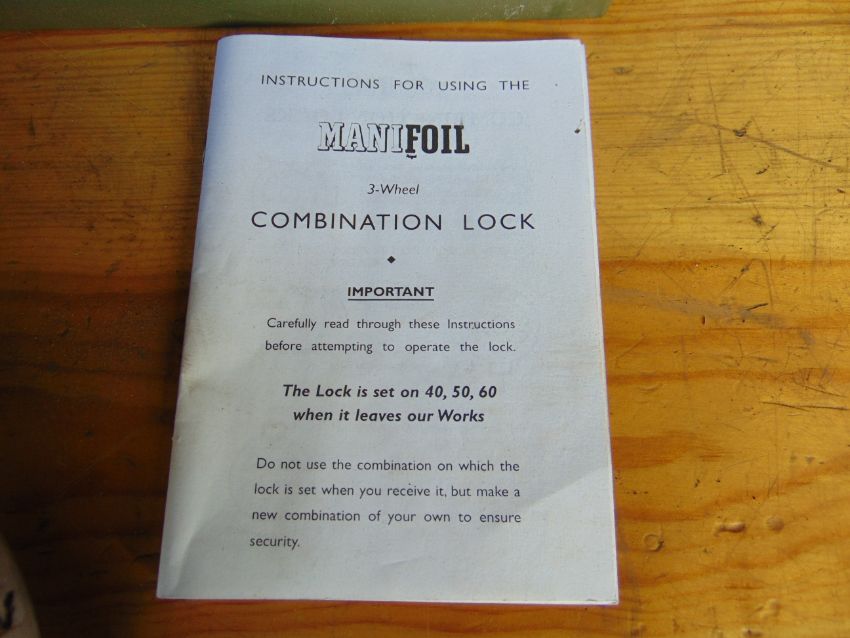 INSTRUCTIONS FOR USING THE
MANIFOIL
3-Wheel
COMBINATION LOCK
IMPORTANT
Carefully read through these Instructions
before attempting to operate the lock.
The Lock is set on 40, 50, 60
when it leaves our Works
Do not use the combination on which the
lock is set when you receive it, but make a
new combination of your own to ensure
security.